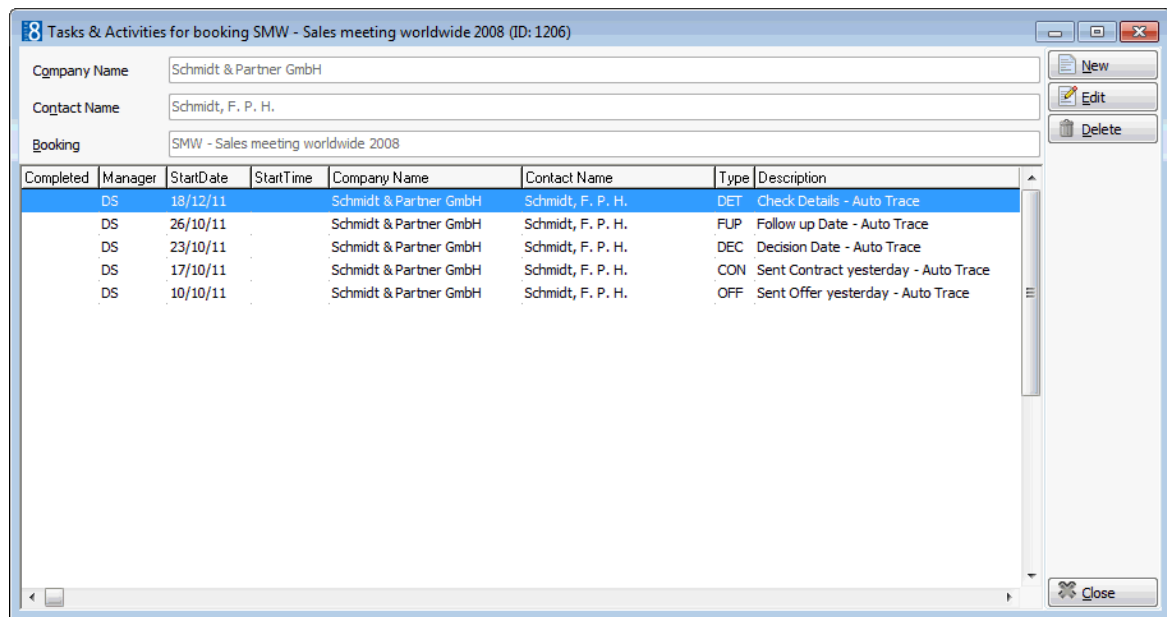 8 Tasks & Activities for booking SMW - Sales meeting worldwide 2008 (ID: 1206)
Company Name Schmidt & Partner GmbH New
Contact Name Schmidt, F. P. H. Edit
Booking SMW - Sales meeting worldwide 2008 Delete
Completed Manager StartDate StartTime Company Name Contact Name Type Description
DS 18/12/11 Schmidt & Partner GmbH Schmidt, F. P. H. DET Check Details - Auto Trace
DS 26/10/11 Schmidt & Partner GmbH Schmidt, F. P. H. FUP Follow up Date - Auto Trace
DS 23/10/11 Schmidt & Partner GmbH Schmidt, F. P. H. DEC Decision Date - Auto Trace
DS 17/10/11 Schmidt & Partner GmbH Schmidt, F. P. H. CON Sent Contract yesterday - Auto Trace
DS 10/10/11 Schmidt & Partner GmbH Schmidt, F. P. H. OFF Sent Offer yesterday - Auto Trace
Close